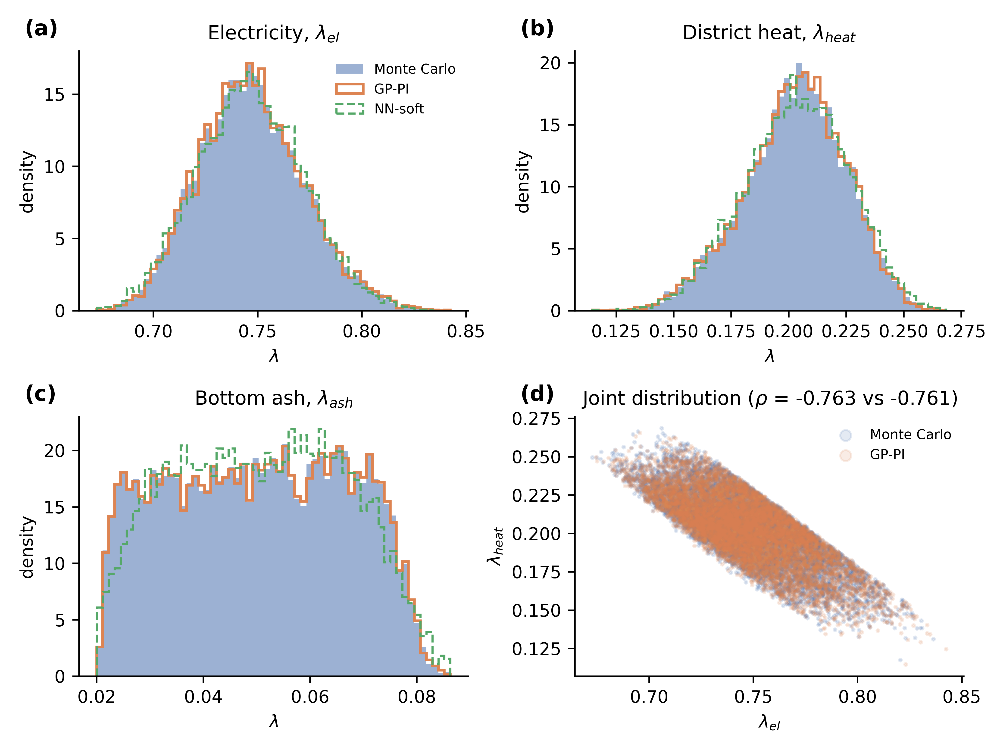 (a)
Electricity, λel
density
15
10
5
0
0.70 0.75 0.80 0.85
λ
Monte Carlo
GP-PI
NN-soft
(b)
District heat, λheat
density
20
15
10
5
0
0.125 0.150 0.175 0.200 0.225 0.250 0.275
λ
(c)
Bottom ash, λash
density
20
15
10
5
0
0.02 0.04 0.06 0.08
λ
(d)
Joint distribution (ρ = -0.763 vs -0.761)
λheat
0.275
0.250
0.225
0.200
0.175
0.150
0.125
0.70 0.75 0.80 0.85
λel
Monte Carlo
GP-PI